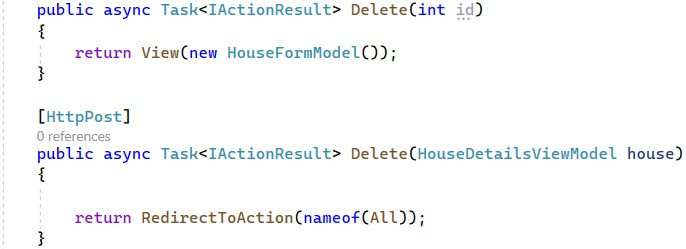 public async Task<IActionResult> Delete(int id)
{
    return View(new HouseFormModel());
}
[HttpPost]
0 references
public async Task<IActionResult> Delete(HouseDetailsViewModel house)
{
    return RedirectToAction(nameof(All));
}